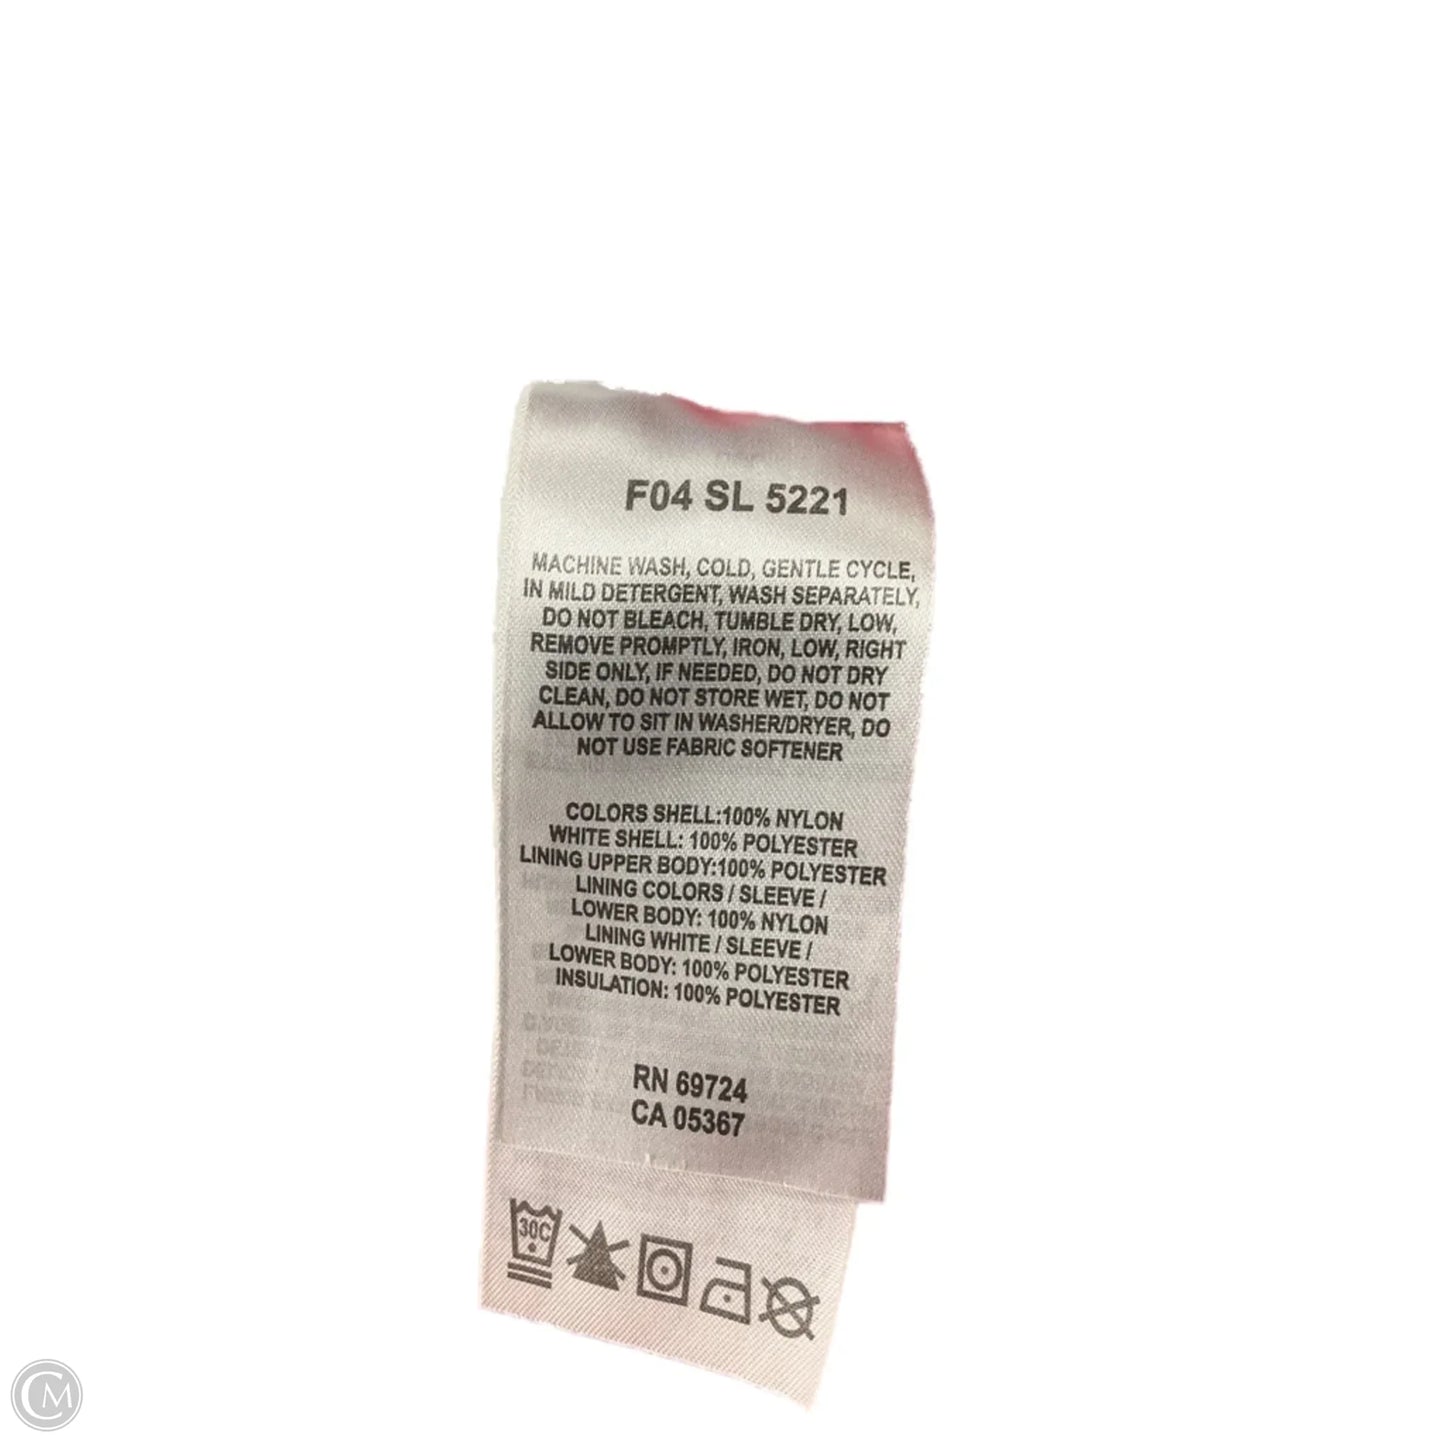 F04 SL 5221
MACHINE WASH, COLD, GENTLE CYCLE,
IN MILD DETERGENT, WASH SEPARATELY,
DO NOT BLEACH, TUMBLE DRY, LOW,
REMOVE PROMPTLY, IRON, LOW, RIGHT
SIDE ONLY, IF NEEDED, DO NOT DRY
CLEAN, DO NOT STORE WET, DO NOT
ALLOW TO SIT IN WASHER/DRYER, DO
NOT USE FABRIC SOFTENER
COLORS SHELL:100% NYLON
WHITE SHELL: 100% POLYESTER
LINING UPPER BODY:100% POLYESTER
LINING COLORS / SLEEVE /
LOWER BODY: 100% NYLON
LINING WHITE / SLEEVE /
LOWER BODY: 100% POLYESTER
INSULATION: 100% POLYESTER
RN 69724
CA 05367
30C
CM